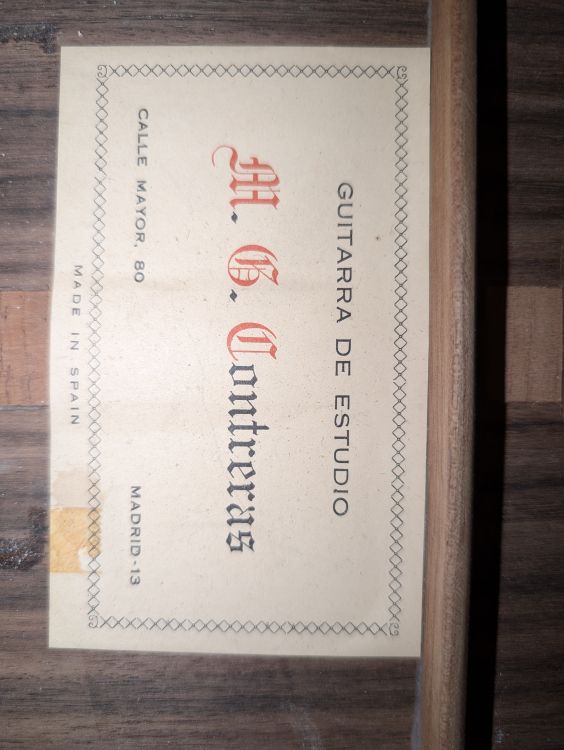 GUITARRA DE ESTUDIO
M. G. Contreras
CALLE MAYOR, 80 MADRID-13
MADE IN SPAIN